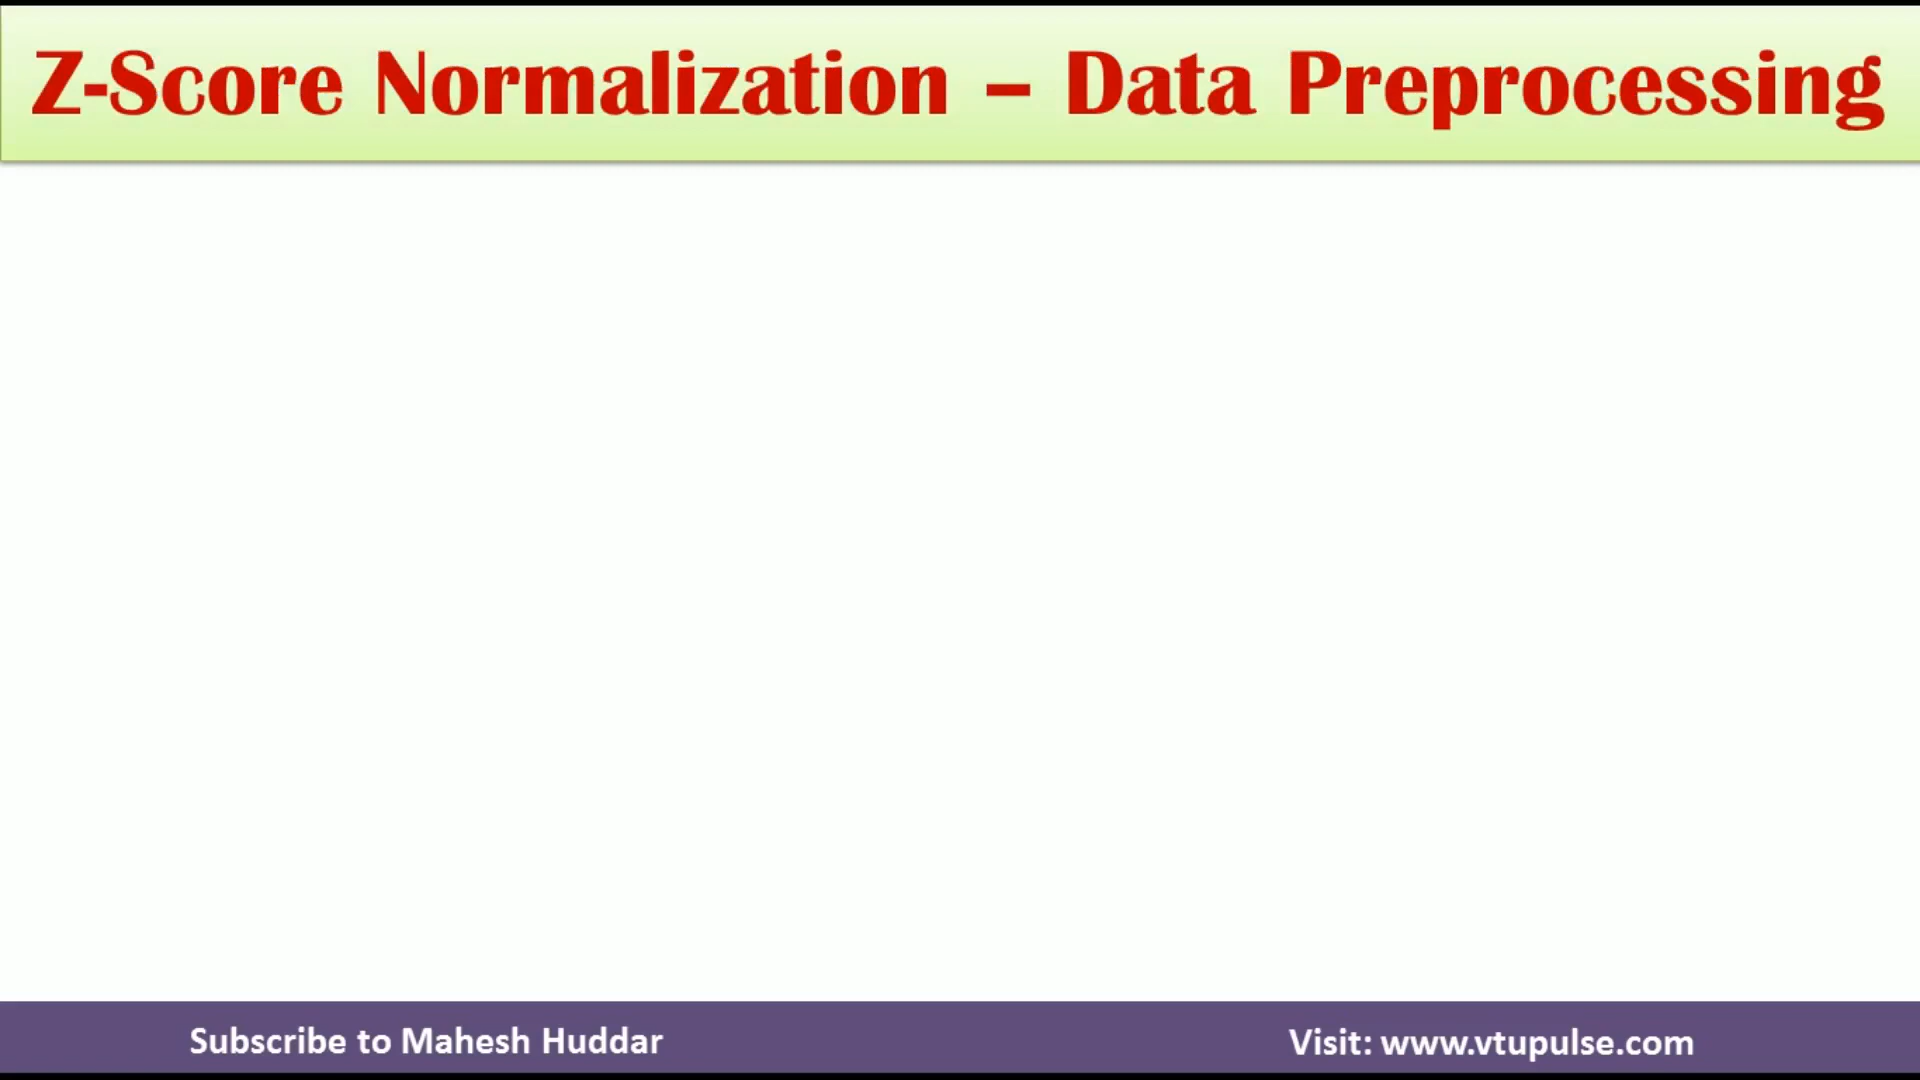 Z-Score Normalization – Data Preprocessing
Subscribe to Mahesh Huddar
Visit: www.vtupulse.com